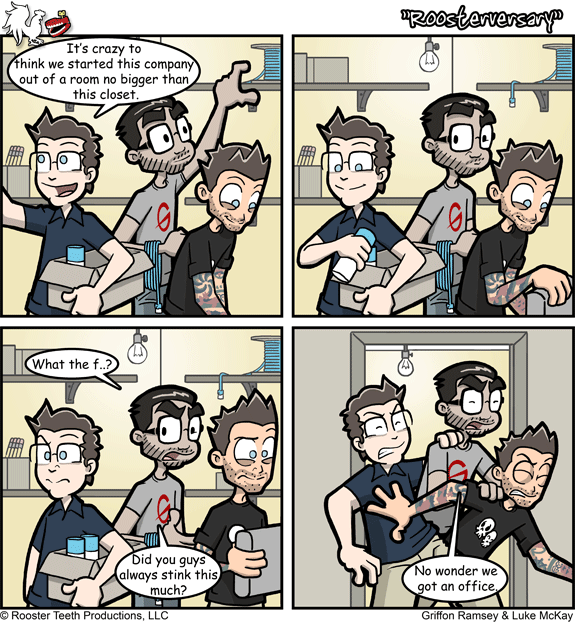 "Roosterversary"
It's crazy to
think we started this company
out of a room no bigger than
this closet.
What the f..?
Did you guys
always stink this
much?
No wonder we
got an office.
© Rooster Teeth Productions, LLC
Griffon Ramsey & Luke McKay